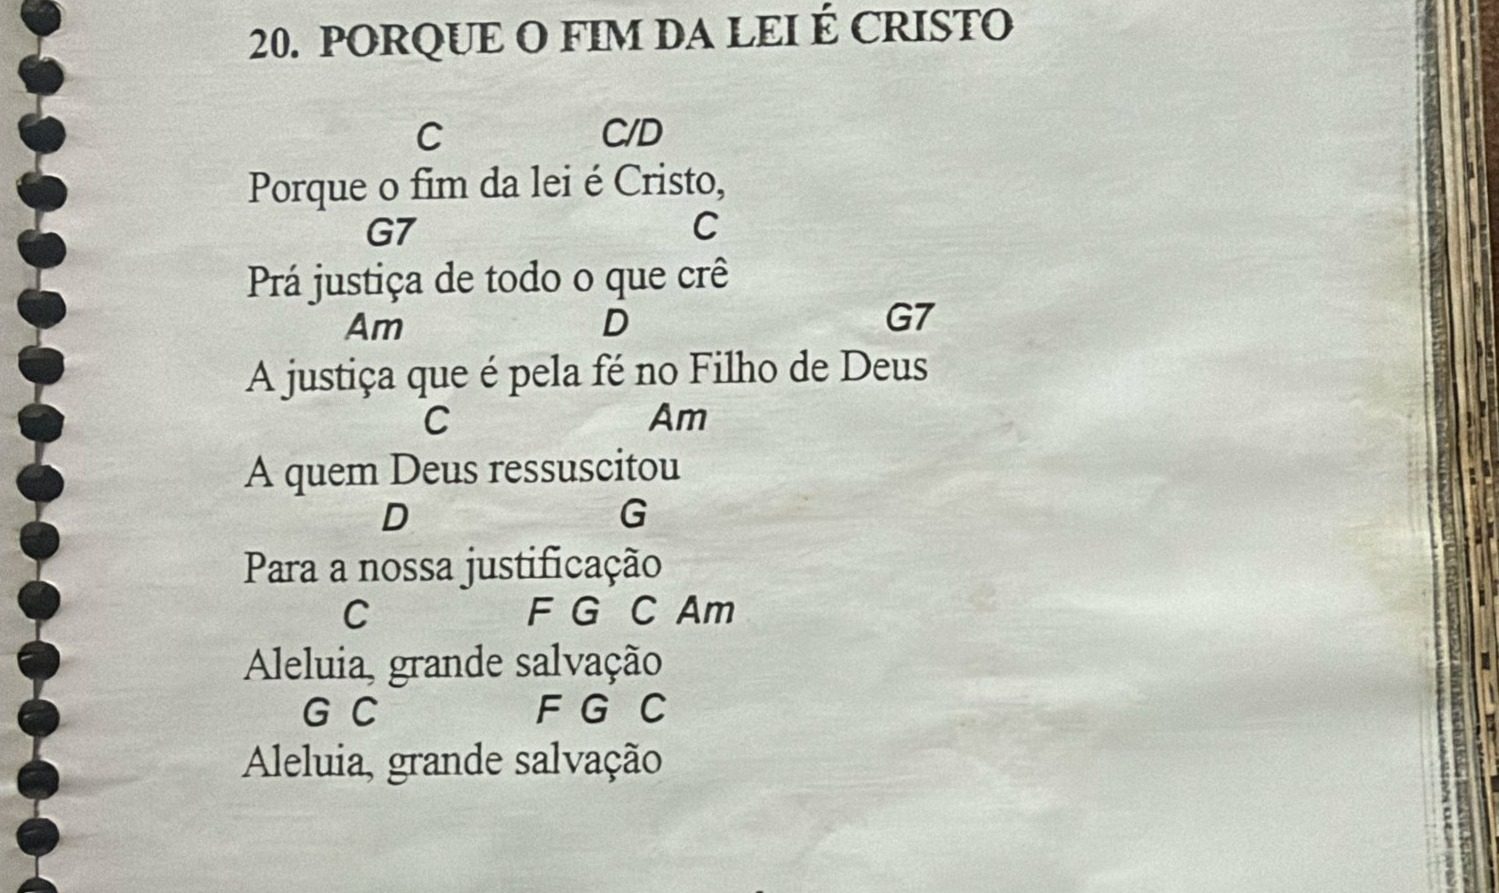 20. PORQUE O FIM DA LEI É CRISTO
C C/D
Porque o fim da lei é Cristo,
G7 C
Prá justiça de todo o que crê
Am D G7
A justiça que é pela fé no Filho de Deus
C Am
A quem Deus ressuscitou
D G
Para a nossa justificação
C F G C Am
Aleluia, grande salvação
G C F G C
Aleluia, grande salvação